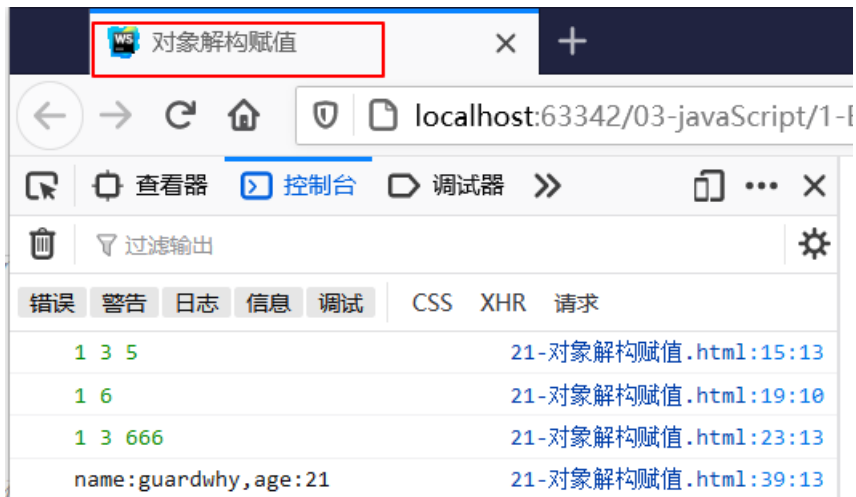 WS 对象解构赋值
localhost:63342/03-javaScript/1-E
查看器 控制台 调试器
过滤输出
错误 警告 日志 信息 调试 CSS XHR 请求
1 3 5 21-对象解构赋值.html:15:13
1 6 21-对象解构赋值.html:19:10
1 3 666 21-对象解构赋值.html:23:13
name:guardwhy,age:21 21-对象解构赋值.html:39:13